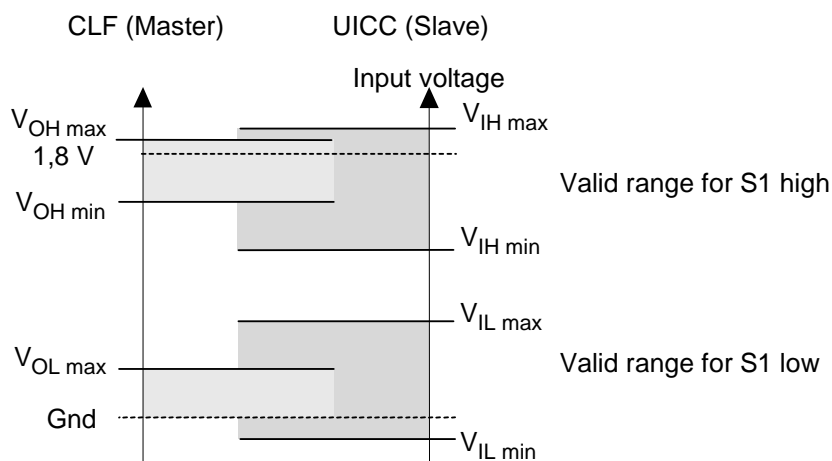 CLF (Master)
UICC (Slave)
Input voltage
VOH max
VIH max
1,8 V
Valid range for S1 high
VOH min
VIH min
VIL max
VOL max
Valid range for S1 low
Gnd
VIL min